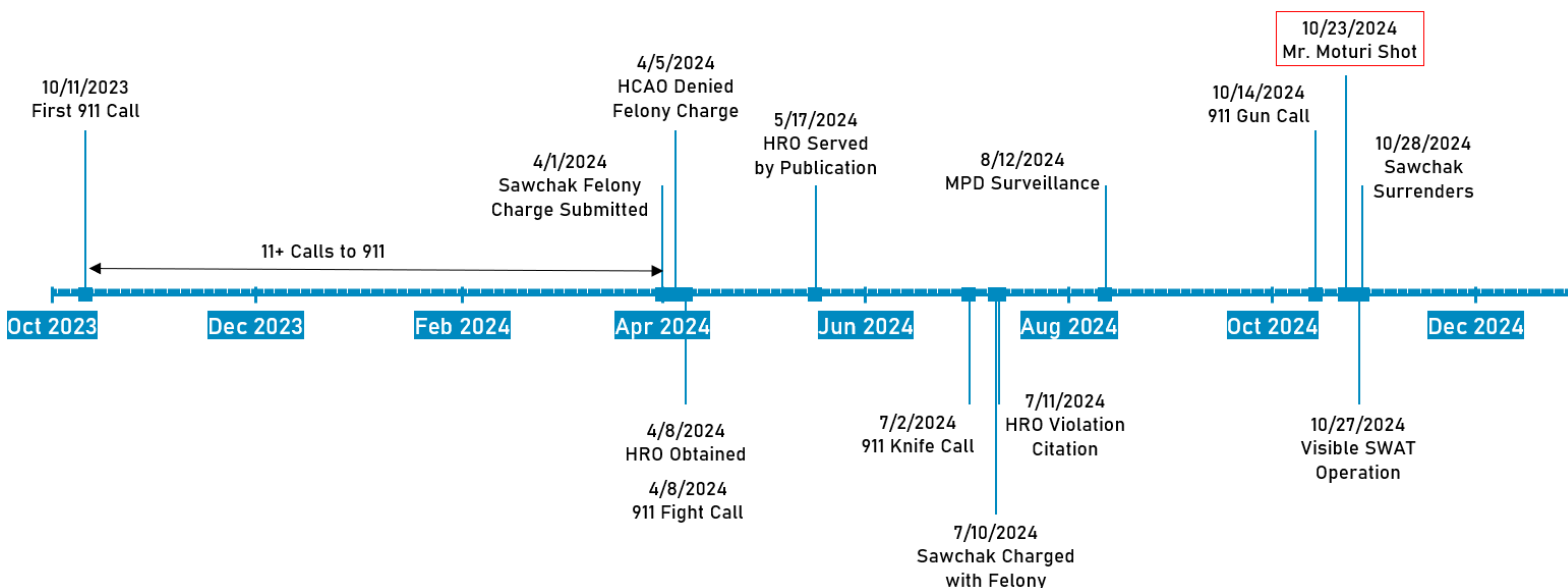 10/11/2023
First 911 Call
4/1/2024
Sawchak Felony
Charge Submitted
4/5/2024
HCAO Denied
Felony Charge
5/17/2024
HRO Served
by Publication
8/12/2024
MPD Surveillance
10/14/2024
911 Gun Call
10/23/2024
Mr. Moturi Shot
10/28/2024
Sawchak
Surrenders
11+ Calls to 911
Oct 2023
Dec 2023
Feb 2024
Apr 2024
Jun 2024
Aug 2024
Oct 2024
Dec 2024
4/8/2024
HRO Obtained
4/8/2024
911 Fight Call
7/2/2024
911 Knife Call
7/10/2024
Sawchak Charged
with Felony
7/11/2024
HRO Violation
Citation
10/27/2024
Visible SWAT
Operation